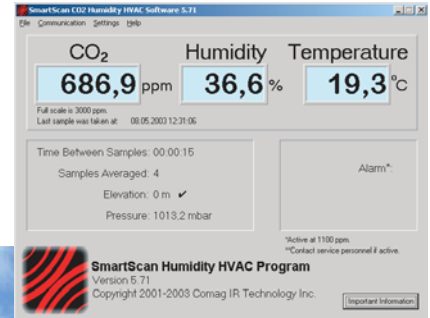 SmartScan CO2 Humidity HVAC Software 5.71
File Communication Settings Help
CO₂ Humidity Temperature
686,9 ppm 36,6 % 19,3 °C
Full scale is 3000 ppm.
Last sample was taken at: 08.05.2003 12:31:06
Time Between Samples: 00:00:15
Samples Averaged: 4
Elevation: 0 m ✔
Pressure: 1013,2 mbar
Alarm*:
*Active at 1100 ppm.
**Contact service personnel if active.
SmartScan Humidity HVAC Program
Version 5.71
Copyright 2001-2003 Comag IR Technology Inc.
Important Information